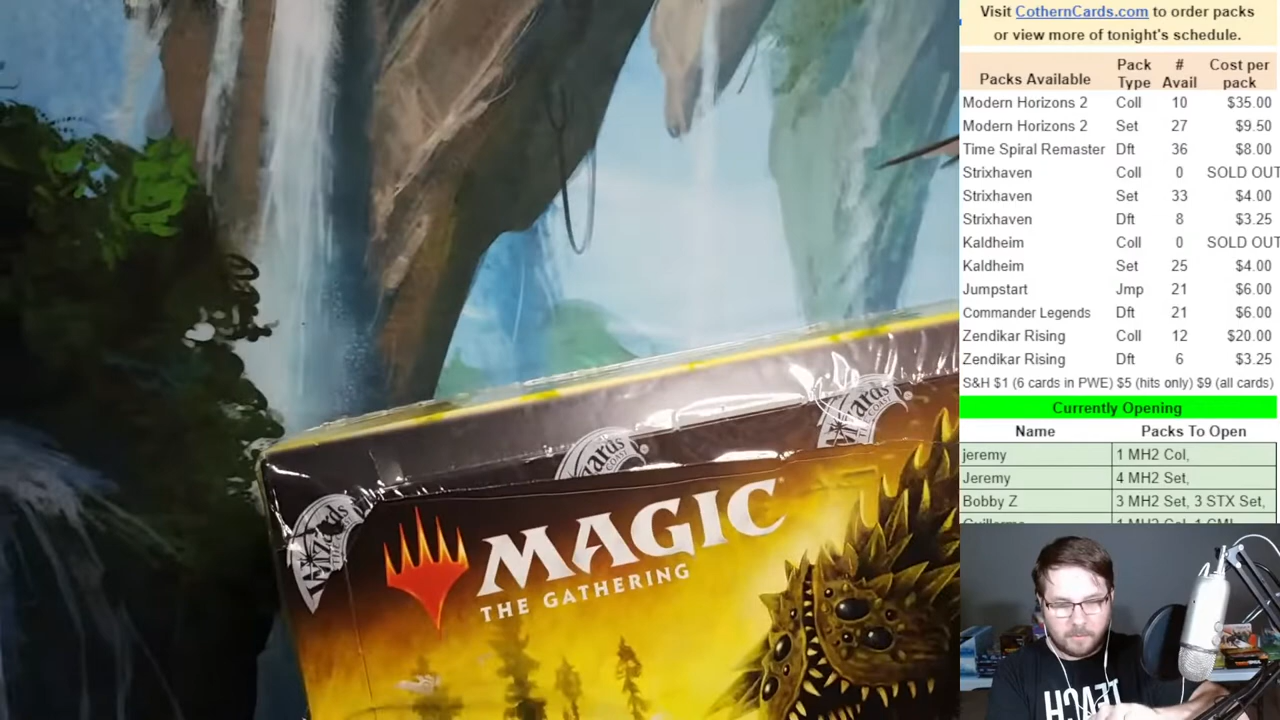 Visit CothernCards.com to order packs
or view more of tonight's schedule.
Packs Available Pack Type # Avail Cost per pack
Modern Horizons 2 Coll 10 $35.00
Modern Horizons 2 Set 27 $9.50
Time Spiral Remaster Dft 36 $8.00
Strixhaven Coll 0 SOLD OUT
Strixhaven Set 33 $4.00
Strixhaven Dft 8 $3.25
Kaldheim Coll 0 SOLD OUT
Kaldheim Set 25 $4.00
Jumpstart Jmp 21 $6.00
Commander Legends Dft 21 $6.00
Zendikar Rising Coll 12 $20.00
Zendikar Rising Dft 6 $3.25
S&H $1 (6 cards in PWE) $5 (hits only) $9 (all cards)
Currently Opening
Name Packs To Open
jeremy 1 MH2 Col,
Jeremy 4 MH2 Set,
Bobby Z 3 MH2 Set, 3 STX Set,
MAGIC
THE GATHERING
Wizards
TEACH